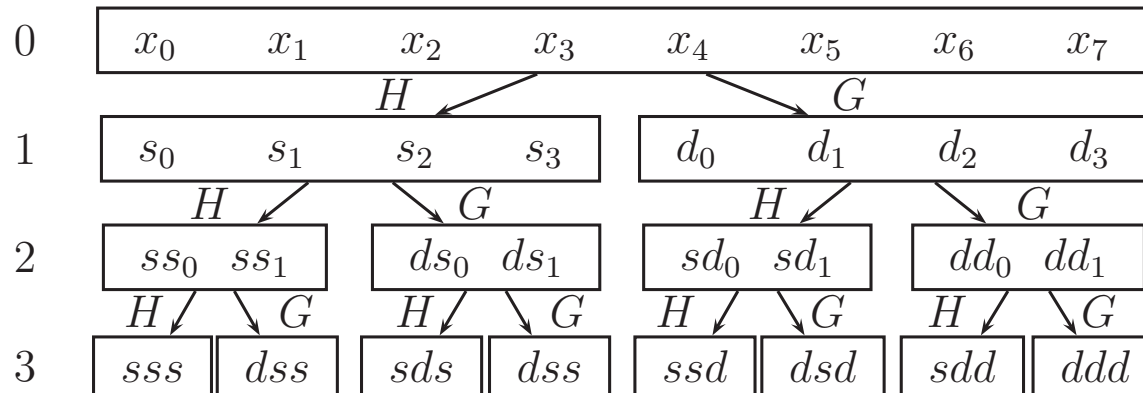 0 x₀ x₁ x₂ x₃ x₄ x₅ x₆ x₇
H G
1 s₀ s₁ s₂ s₃ d₀ d₁ d₂ d₃
H G H G
2 ss₀ ss₁ ds₀ ds₁ sd₀ sd₁ dd₀ dd₁
H G H G H G H G
3 sss dss sds dss ssd dsd sdd ddd